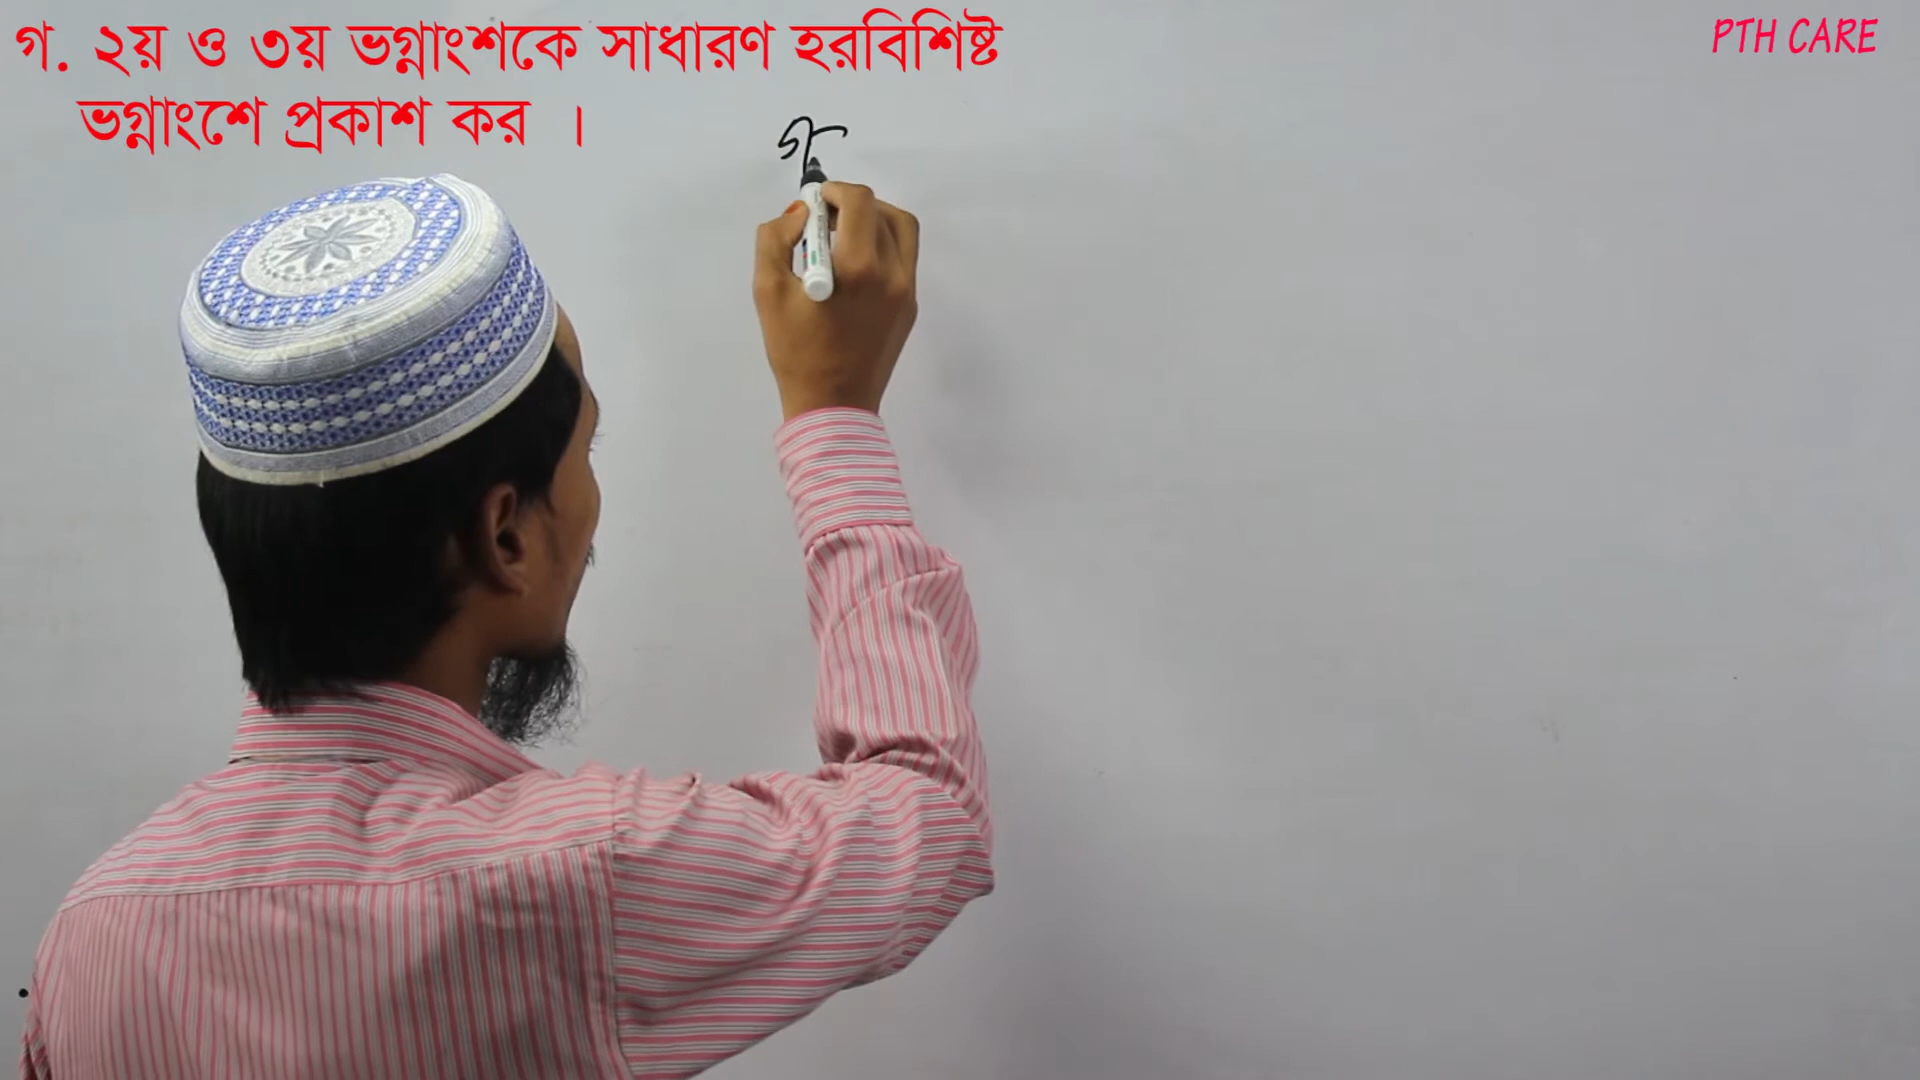 গ. ২য় ও ৩য় ভগ্নাংশকে সাধারণ হরবিশিষ্ট
ভগ্নাংশে প্রকাশ কর ।
PTH CARE